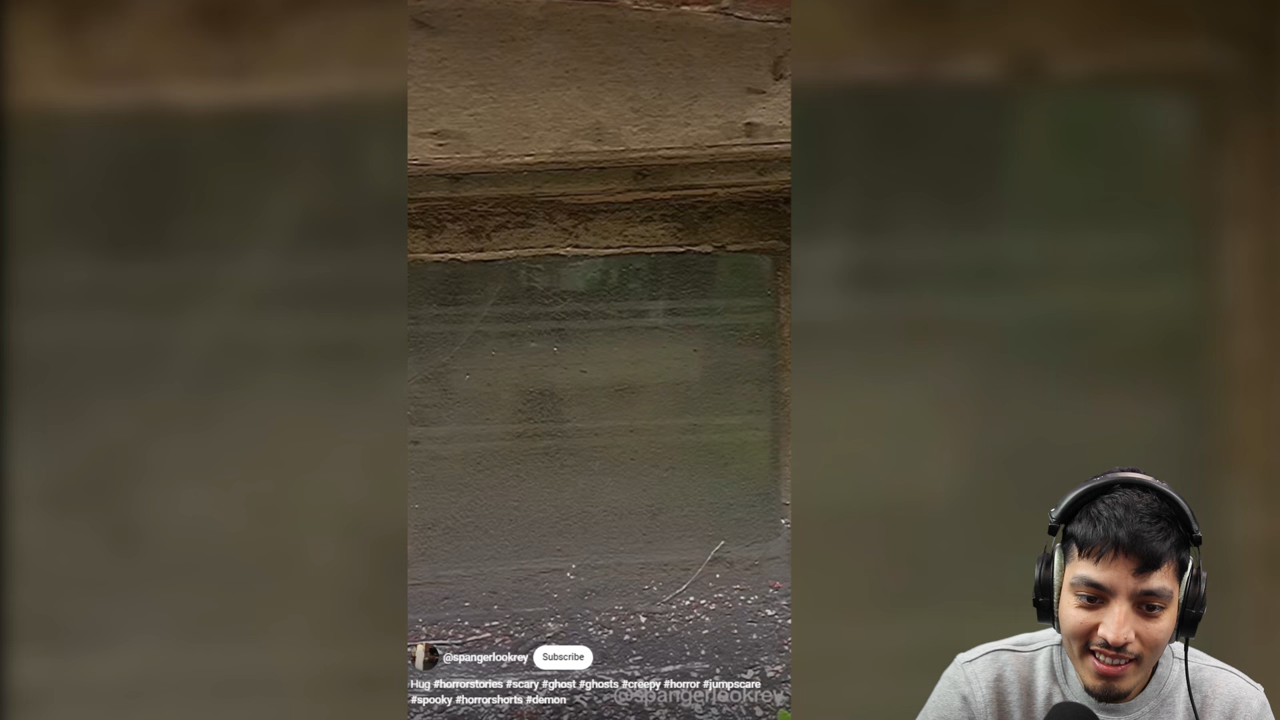 @spangerlookrey Subscribe
Hug #horrorstories #scary #ghost #ghosts #creepy #horror #jumpscare
#spooky #horrorshorts #demon
@spangerlookrey